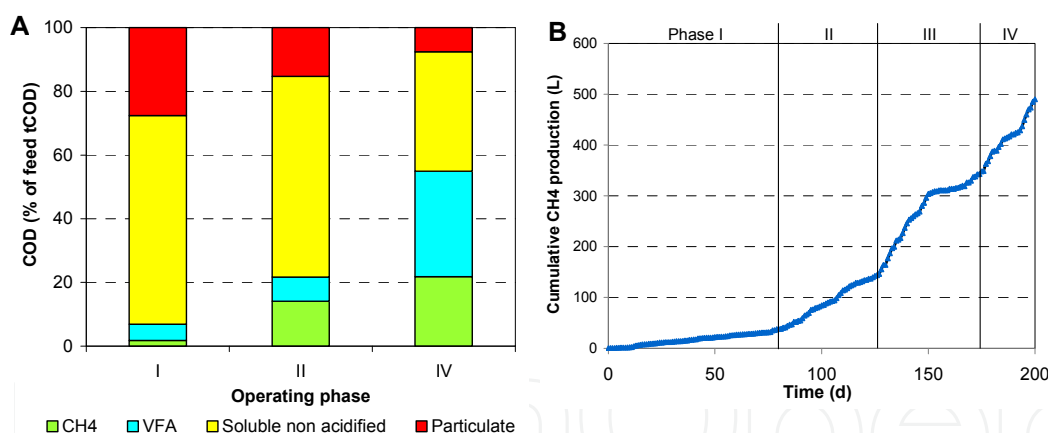 A
COD (% of feed tCOD)
100
80
60
40
20
0
I
II
IV
Operating phase
CH4
VFA
Soluble non acidified
Particulate
B
Phase I
II
III
IV
Cumulative CH4 production (L)
600
500
400
300
200
100
0
0
50
100
150
200
Time (d)